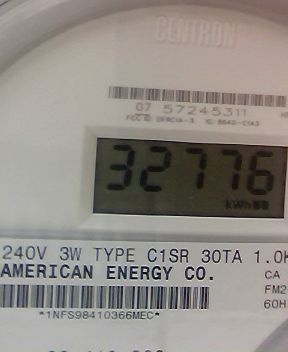 CENTRON
07 57245311
32776
kWh
240V 3W TYPE C1SR 30TA 1.0K
AMERICAN ENERGY CO.
CA
FM2
60H
*1NFS98410366MEC*